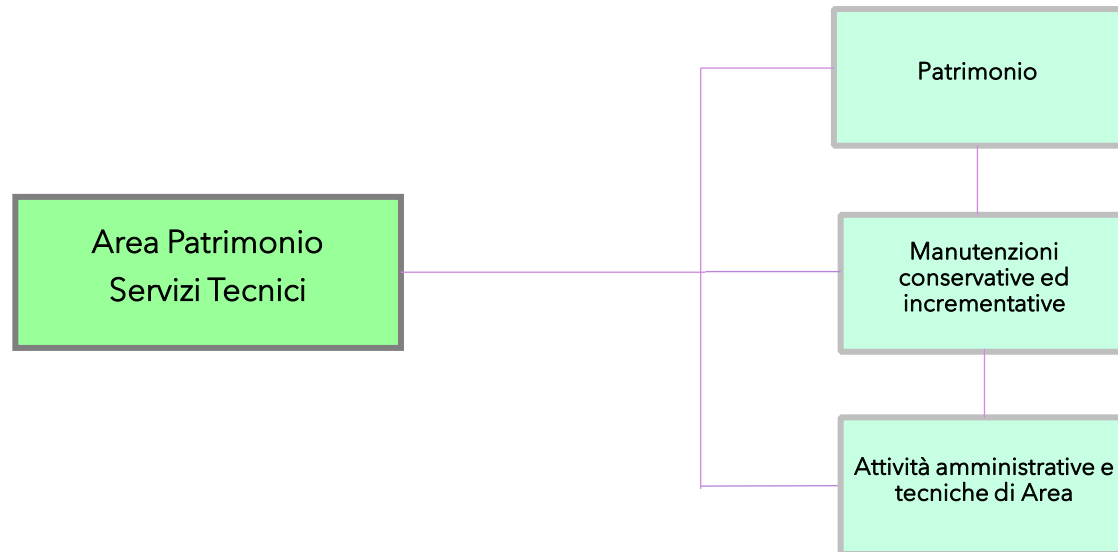 Area Patrimonio
Servizi Tecnici
Patrimonio
Manutenzioni
conservative ed
incrementative
Attività amministrative e
tecniche di Area